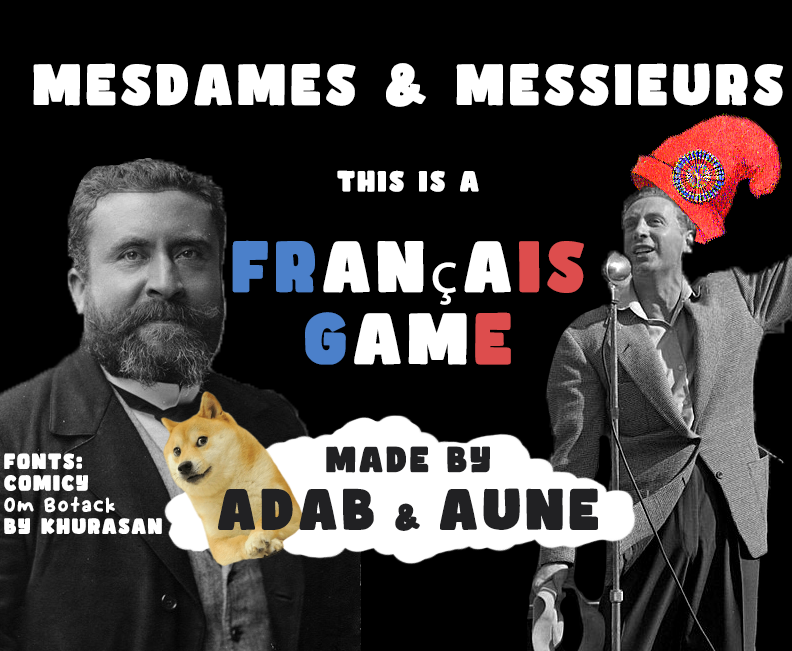 MESDAMES & MESSIEURS
THIS IS A
FRANçAIS
GAME
MADE BY
ADAB & AUNE
FONTS:
COMICY
Om Botack
BY KHURASAN